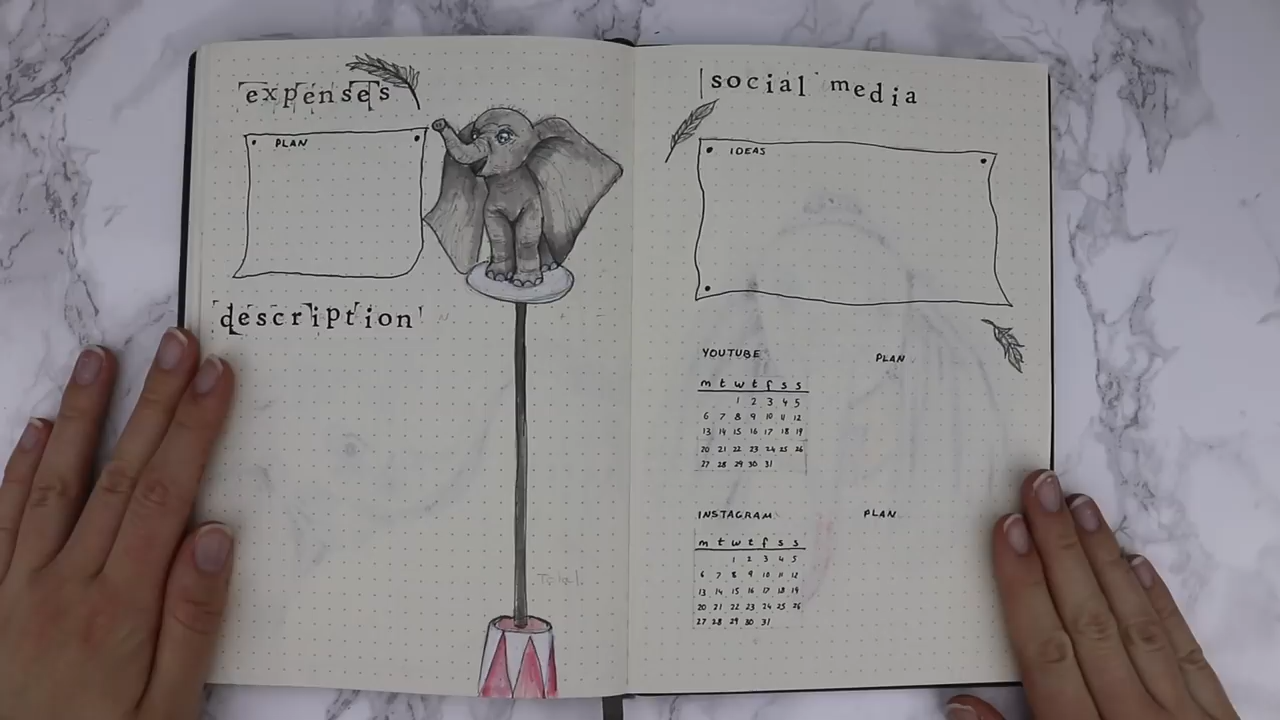 expenses
PLAN
description
Total.
social media
IDEAS
YOUTUBE
PLAN
m t w t f s s
1 2 3 4 5
6 7 8 9 10 11 12
13 14 15 16 17 18 19
20 21 22 23 24 25 26
27 28 29 30 31
INSTAGRAM
PLAN
m t w t f s s
1 2 3 4 5
6 7 8 9 10 11 12
13 14 15 16 17 18 19
20 21 22 23 24 25 26
27 28 29 30 31